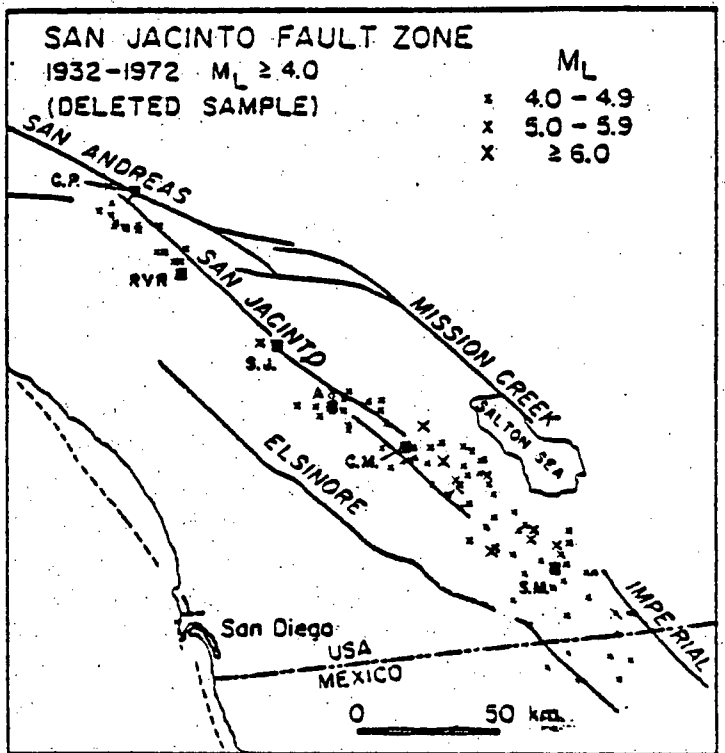 SAN JACINTO FAULT ZONE
1932-1972 M_L ≥ 4.0
(DELETED SAMPLE)
M_L
x 4.0 - 4.9
x 5.0 - 5.9
X ≥ 6.0
SAN ANDREAS
C.P.
RVR
SAN JACINTO
S.J.
MISSION CREEK
A
SALTON SEA
C.M.
ELSINORE
S.M.
IMPERIAL
San Diego
USA
MEXICO
0 50 km